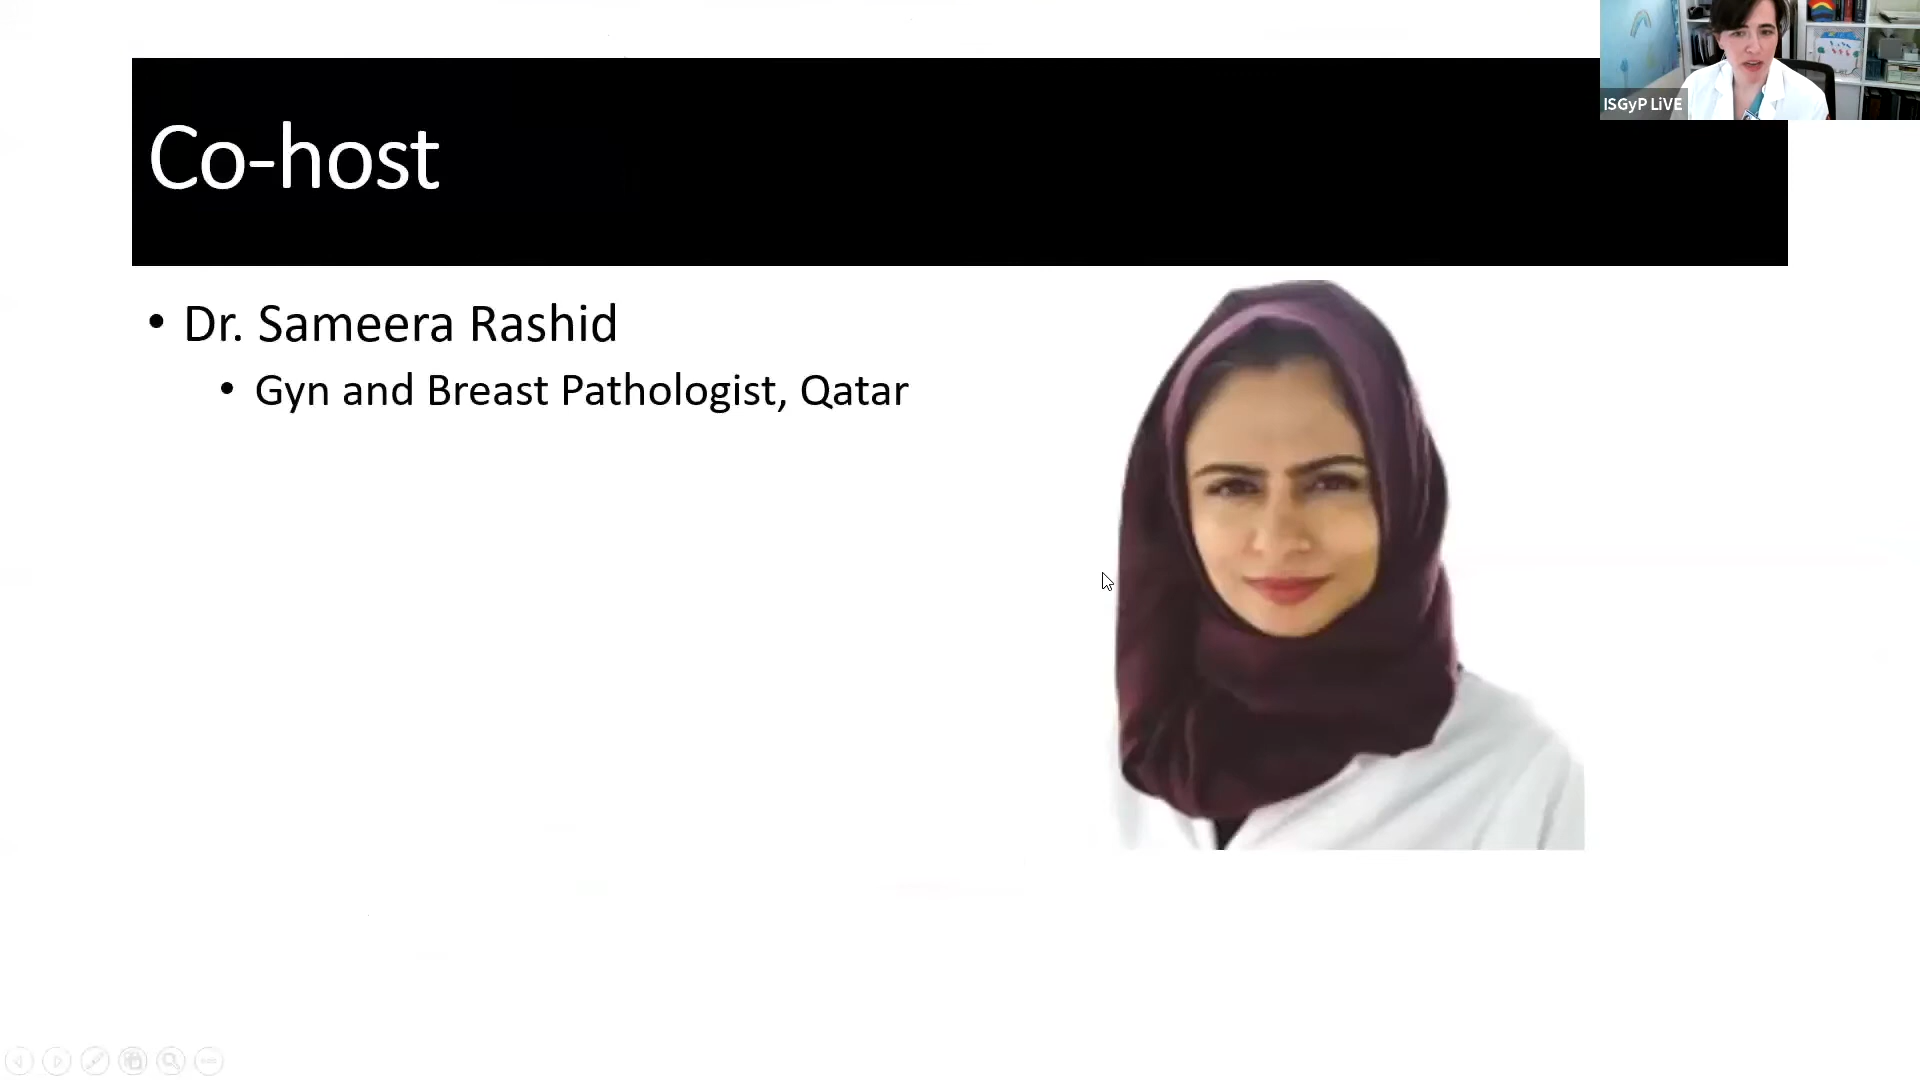 ISGyP LiVE
Co-host
• Dr. Sameera Rashid
• Gyn and Breast Pathologist, Qatar